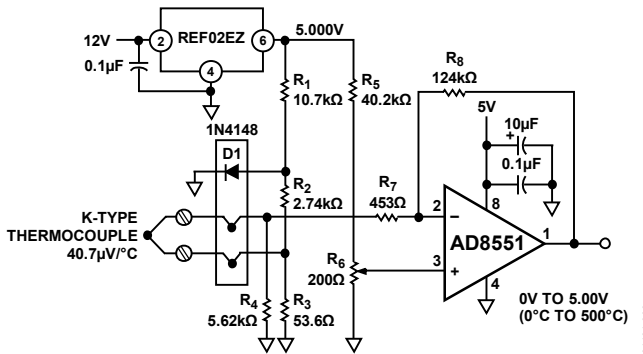 12V
2
REF02EZ
6
5.000V
0.1µF
4
R1
10.7kΩ
R5
40.2kΩ
R8
124kΩ
5V
10µF
+
0.1µF
1N4148
D1
R2
2.74kΩ
K-TYPE
THERMOCOUPLE
40.7µV/°C
R7
453Ω
2
−
8
AD8551
1
3
+
4
R6
200Ω
R4
5.62kΩ
R3
53.6Ω
0V TO 5.00V
(0°C TO 500°C)